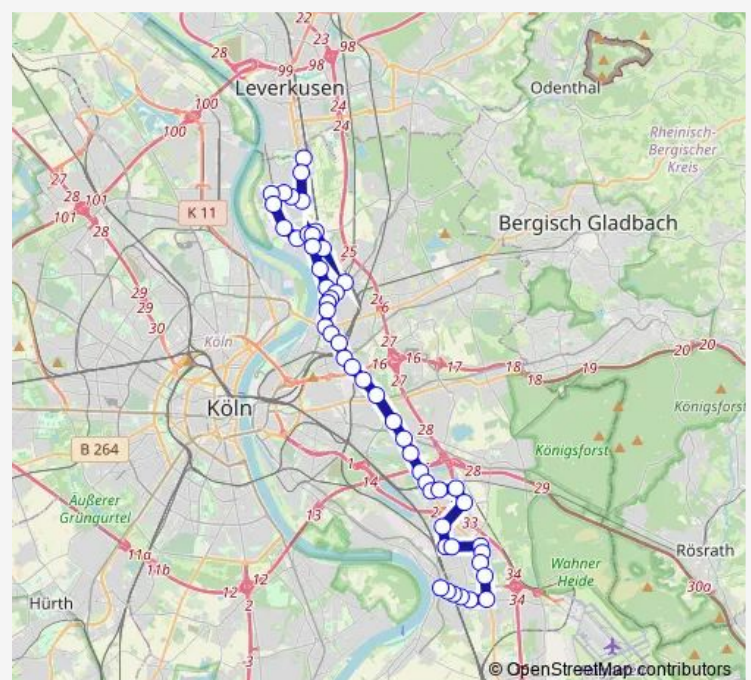 22
23
98
28
99
98
Leverkusen
Odenthal
100
24
100
24
Rheinisch-
Bergischer
Kreis
27
28
101
K 11
101
28
Bergisch Gladbach
25
29
29
30
26
Köln
27
16
16
17
18
20
20
27
18
19
Köln
Königsforst
28
B 264
Königsforst
1
28
29
14
Äußerer
Grüngurtel
13
33
11a
Rösrath
Wahner
Heide
11b
12
12
34
34
30a
Hürth
2
3
© OpenStreetMap contributors